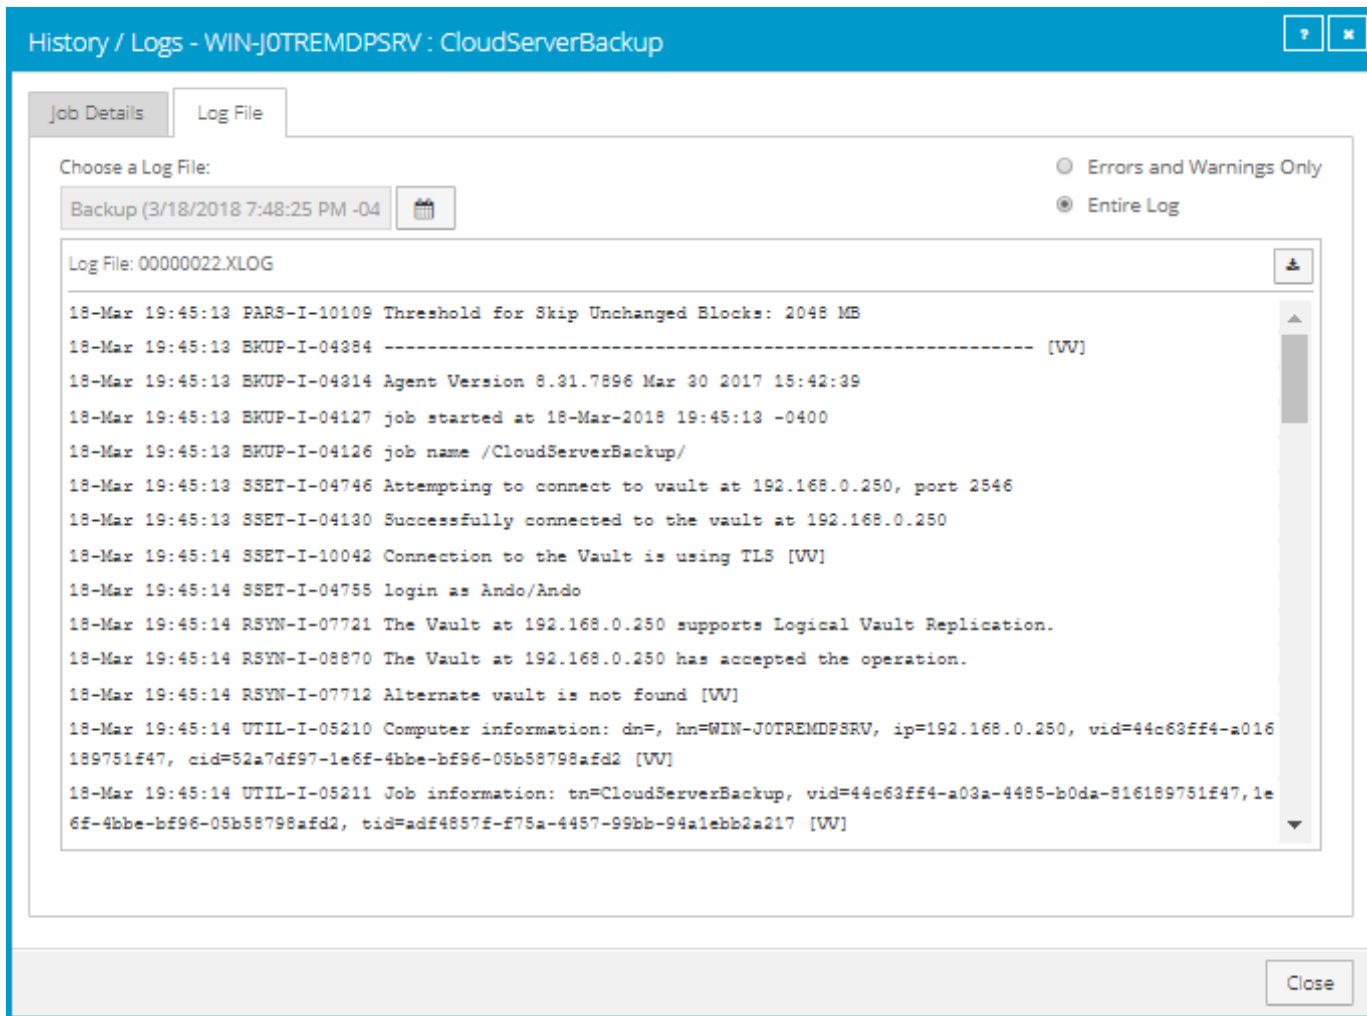 History / Logs - WIN-J0TREMDPSRV : CloudServerBackup
?
Job Details
Log File
Choose a Log File:
Errors and Warnings Only
Backup (3/18/2018 7:48:25 PM -04
Entire Log
Log File: 00000022.XLOG
18-Mar 19:45:13 PARS-I-10109 Threshold for Skip Unchanged Blocks: 2048 MB
18-Mar 19:45:13 BKUP-I-04384 ------------------------------------------------------------ [VV]
18-Mar 19:45:13 BKUP-I-04314 Agent Version 8.31.7896 Mar 30 2017 15:42:39
18-Mar 19:45:13 BKUP-I-04127 job started at 18-Mar-2018 19:45:13 -0400
18-Mar 19:45:13 BKUP-I-04126 job name /CloudServerBackup/
18-Mar 19:45:13 SSET-I-04746 Attempting to connect to vault at 192.168.0.250, port 2546
18-Mar 19:45:13 SSET-I-04130 Successfully connected to the vault at 192.168.0.250
18-Mar 19:45:14 SSET-I-10042 Connection to the Vault is using TLS [VV]
18-Mar 19:45:14 SSET-I-04755 login as Ando/Ando
18-Mar 19:45:14 RSYN-I-07721 The Vault at 192.168.0.250 supports Logical Vault Replication.
18-Mar 19:45:14 RSYN-I-08870 The Vault at 192.168.0.250 has accepted the operation.
18-Mar 19:45:14 RSYN-I-07712 Alternate vault is not found [VV]
18-Mar 19:45:14 UTIL-I-05210 Computer information: dn=, hn=WIN-J0TREMDPSRV, ip=192.168.0.250, vid=44c63ff4-a016
189751f47, cid=52a7df97-1e6f-4bbe-bf96-05b58798afd2 [VV]
18-Mar 19:45:14 UTIL-I-05211 Job information: tn=CloudServerBackup, vid=44c63ff4-a03a-4485-b0da-816189751f47,1e
6f-4bbe-bf96-05b58798afd2, tid=adf4857f-f75a-4457-99bb-94a1ebb2a217 [VV]
Close